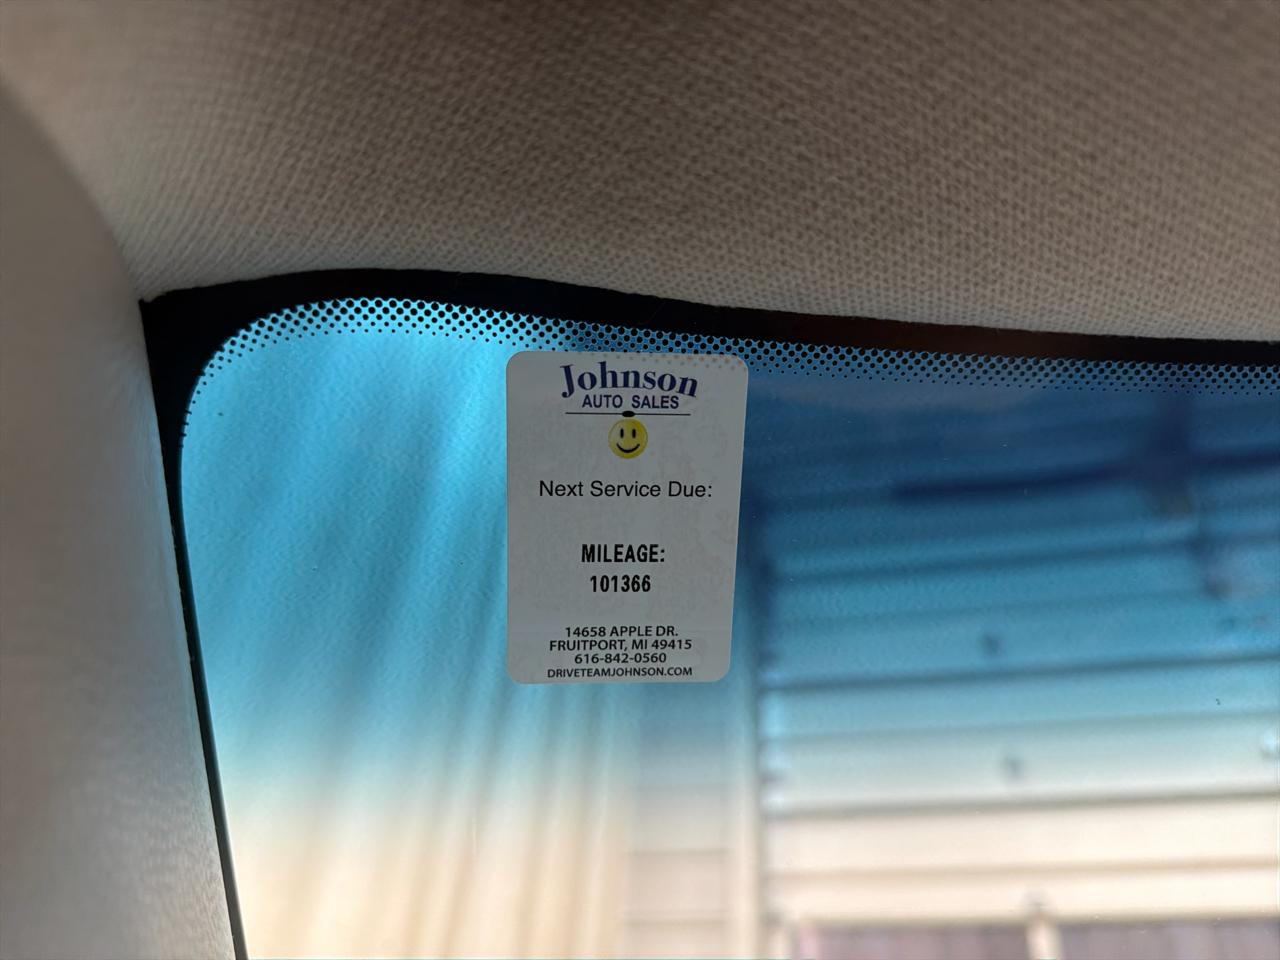 Johnson
AUTO SALES
Next Service Due:
MILEAGE:
101366
14658 APPLE DR.
FRUITPORT, MI 49415
616-842-0560
DRIVETEAMJOHNSON.COM